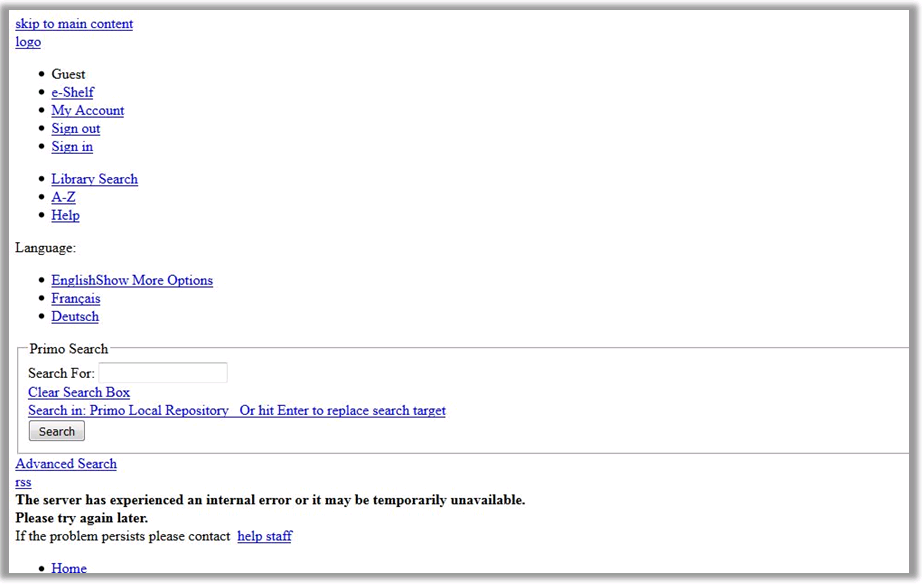 skip to main content
logo
Guest
e-Shelf
My Account
Sign out
Sign in
Library Search
A-Z
Help
Language:
EnglishShow More Options
Français
Deutsch
Primo Search
Search For:
Clear Search Box
Search in: Primo Local Repository   Or hit Enter to replace search target
Search
Advanced Search
rss
The server has experienced an internal error or it may be temporarily unavailable.
Please try again later.
If the problem persists please contact  help staff
Home